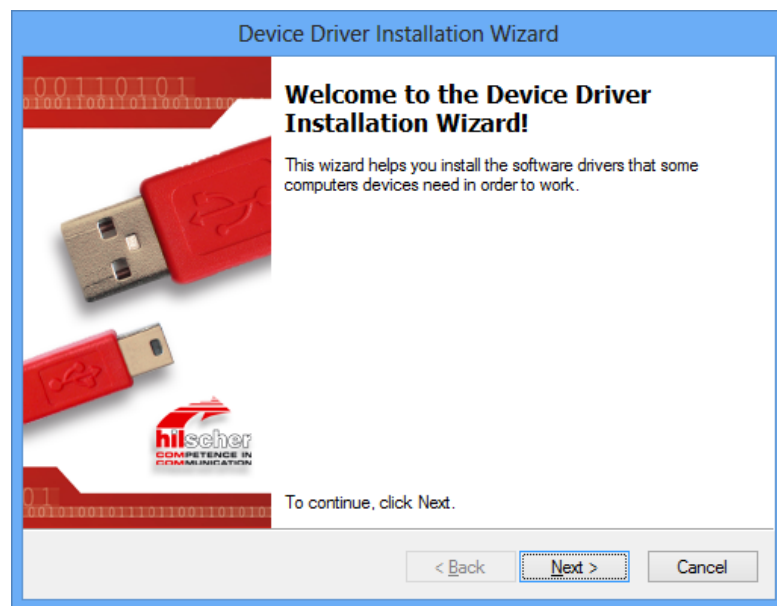 Device Driver Installation Wizard
00110101
Welcome to the Device Driver
Installation Wizard!
This wizard helps you install the software drivers that some
computers devices need in order to work.
hilscher
COMPETENCE IN
COMMUNICATION
01
To continue, click Next.
< Back
Next >
Cancel